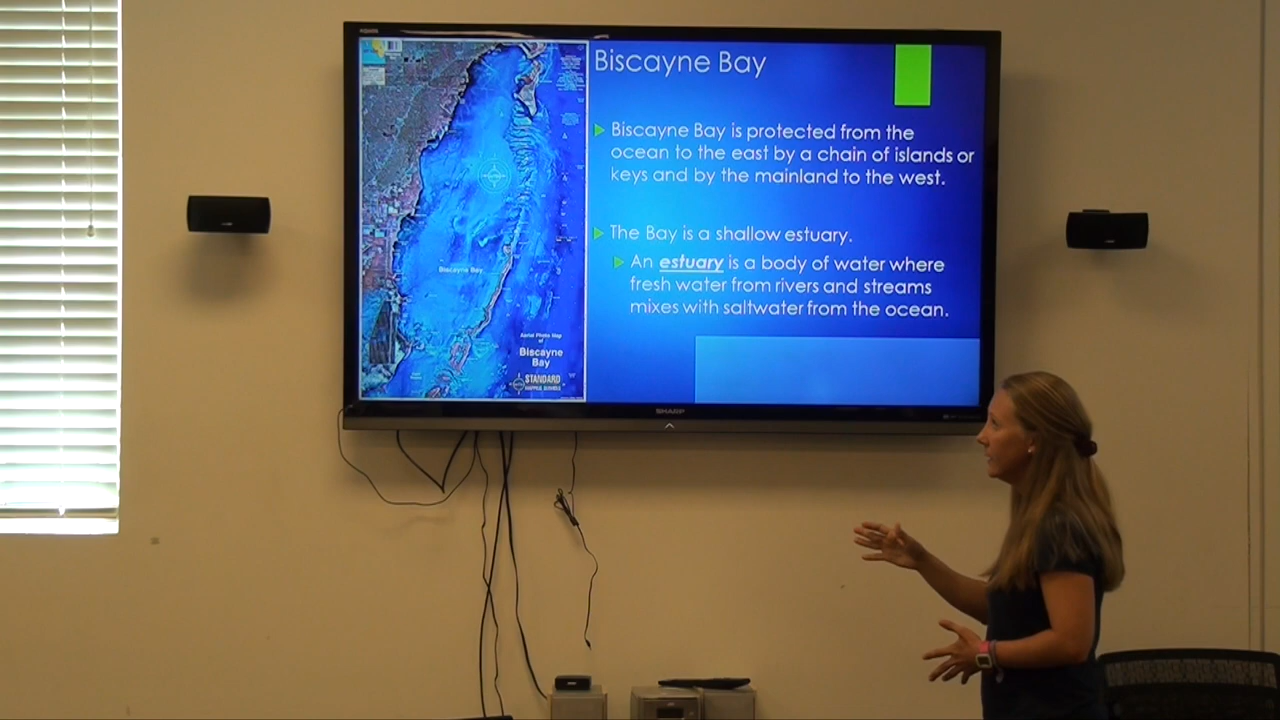 Biscayne Bay
Biscayne Bay is protected from the
ocean to the east by a chain of islands or
keys and by the mainland to the west.
The Bay is a shallow estuary.
An estuary is a body of water where
fresh water from rivers and streams
mixes with saltwater from the ocean.
Biscayne Bay
Aerial Photo Map
of
Biscayne
Bay
STANDARD
SHARP